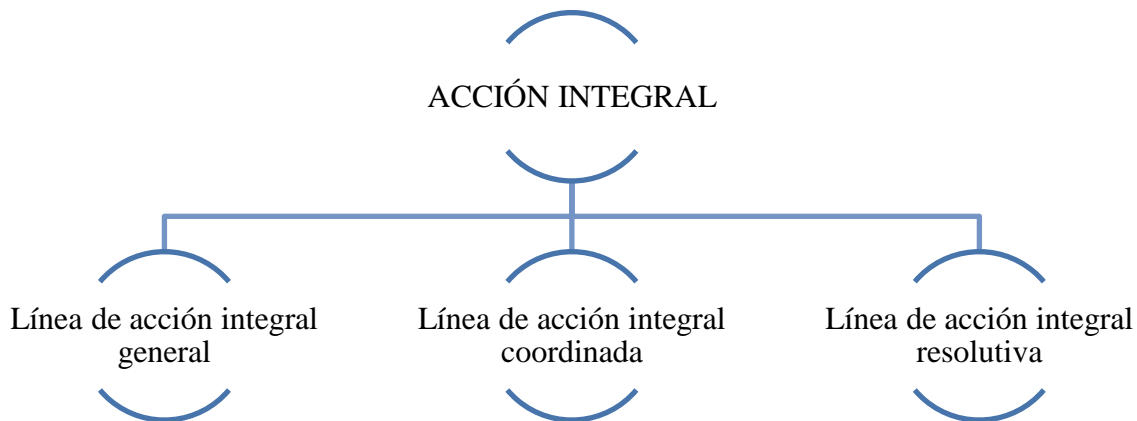 ACCIÓN INTEGRAL
Línea de acción integral
general
Línea de acción integral
coordinada
Línea de acción integral
resolutiva